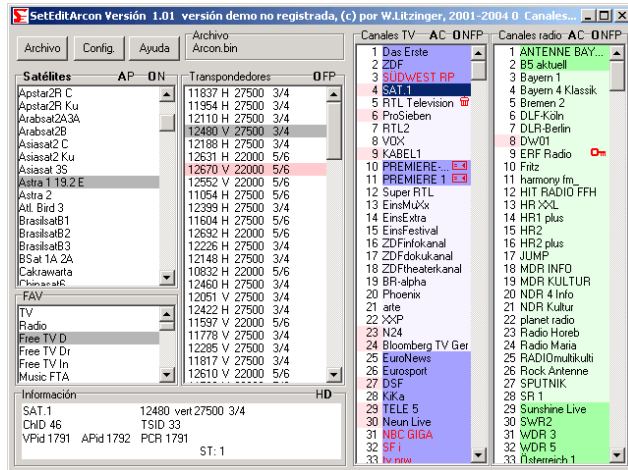 SetEditArcon Versión 1.01 versión demo no registrada, (c) por W.Litzinger, 2001-2004 0 Canales...
Archivo Config. Ayuda
Archivo
Arcon.bin
Satélites AP ON
Apstar2R C
Apstar2R Ku
Arabsat2A3A
Arabsat2B
Asiasat2 C
Asiasat2 Ku
Asiasat 3S
Astra 1 19.2 E
Astra 2
Atl. Bird 3
BrasilsatB1
BrasilsatB2
BrasilsatB3
BSat 1A 2A
Cakrawarta
Chinasat6
FAV
TV
Radio
Free TV D
Free TV Dr
Free TV In
Music FTA
Transpondedores OFP
11837 H 27500 3/4
11954 H 27500 3/4
12110 H 27500 3/4
12480 V 27500 3/4
12188 H 27500 3/4
12631 H 22000 5/6
12670 V 22000 5/6
12552 V 22000 5/6
11054 H 27500 5/6
12399 H 27500 3/4
11604 H 27500 5/6
12692 H 22000 5/6
12226 H 27500 3/4
12148 H 27500 3/4
10832 H 22000 5/6
12460 H 27500 3/4
12051 V 27500 3/4
12422 H 27500 3/4
11597 V 22000 5/6
11778 V 27500 3/4
12285 V 27500 3/4
11817 V 27500 3/4
12610 V 22000 5/6
Canales TV AC ONFP
1 Das Erste
2 ZDF
3 SÜDWEST RP
4 SAT.1
5 RTL Television
6 ProSieben
7 RTL2
8 VOX
9 KABEL1
10 PREMIERE-...
11 PREMIERE 1
12 Super RTL
13 EinsMuXx
14 EinsExtra
15 EinsFestival
16 ZDFinfokanal
17 ZDFdokukanal
18 ZDFtheaterkanal
19 BR-alpha
20 Phoenix
21 arte
22 XXP
23 N24
24 Bloomberg TV Ger
25 EuroNews
26 Eurosport
27 DSF
28 KiKa
29 TELE 5
30 Neun Live
31 NBC GIGA
32 SF i
33 tv.nrw
Canales radio AC ONFP
1 ANTENNE BAY...
2 B5 aktuell
3 Bayern 1
4 Bayern 4 Klassik
5 Bremen 2
6 DLF-Köln
7 DLR-Berlin
8 DW01
9 ERF Radio
10 Fritz
11 harmony fm_
12 HIT RADIO FFH
13 HR XXL
14 HR1 plus
15 HR2
16 HR2 plus
17 JUMP
18 MDR INFO
19 MDR KULTUR
20 NDR 4 Info
21 NDR Kultur
22 planet radio
23 Radio Horeb
24 Radio Maria
25 RADIOmultikulti
26 Rock Antenne
27 SPUTNIK
28 SR 1
29 Sunshine Live
30 SWR2
31 WDR 3
32 WDR 5
33 Österreich 1
Información HD
SAT.1 12480 vert 27500 3/4
ChID 46 TSID 33
VPid 1791 APid 1792 PCR 1791
ST: 1